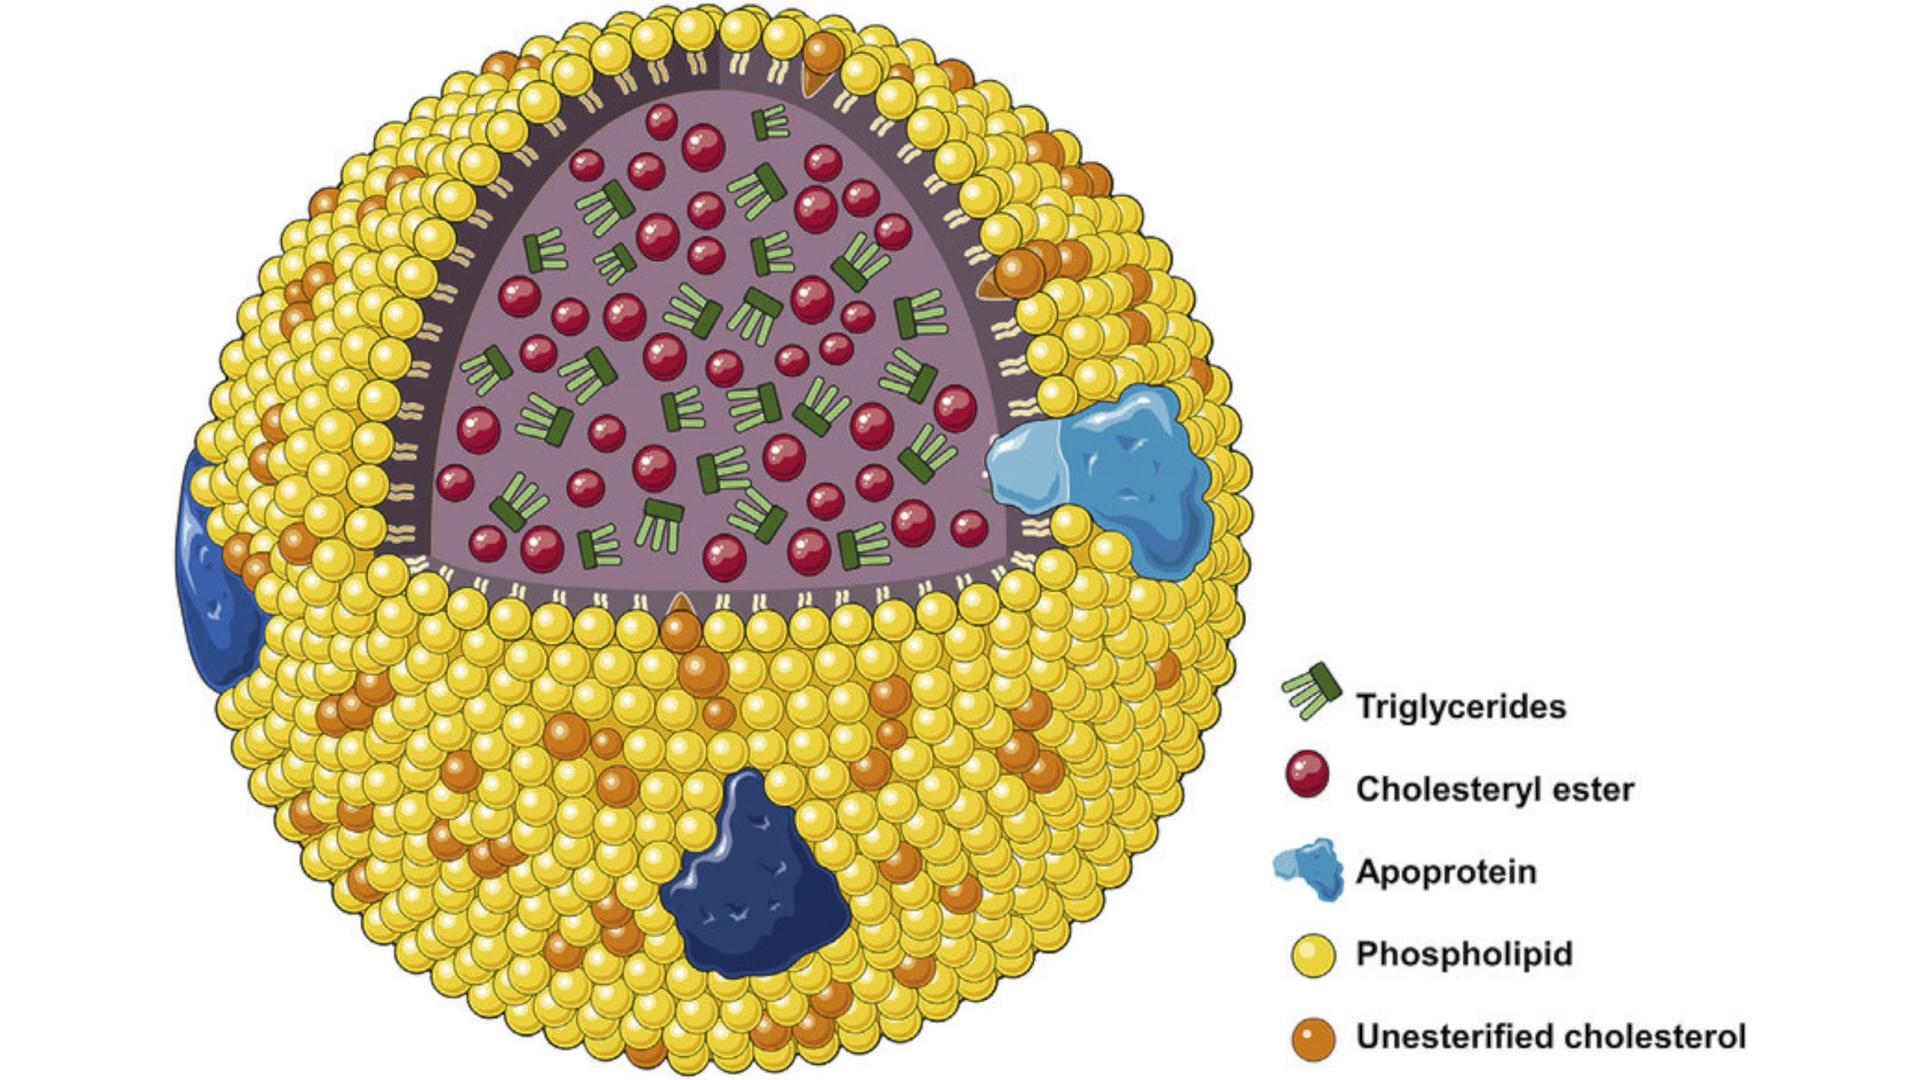 Triglycerides
Cholesteryl ester
Apoprotein
Phospholipid
Unesterified cholesterol